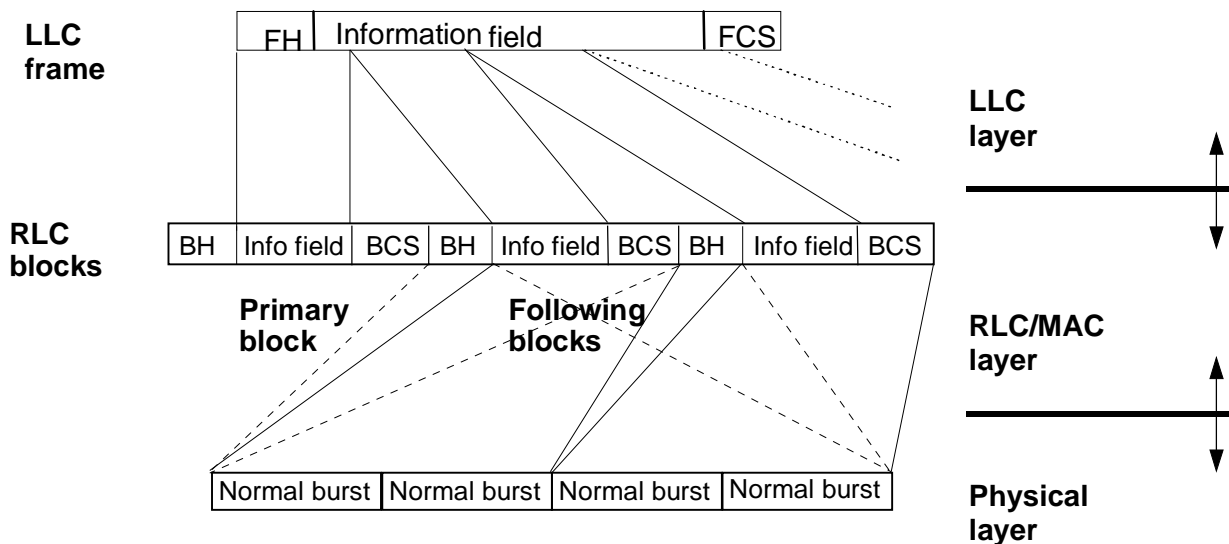 LLC
frame
FH Information field FCS
LLC
layer
RLC
blocks
BH Info field BCS BH Info field BCS BH Info field BCS
Primary
block
Following
blocks
RLC/MAC
layer
Normal burst Normal burst Normal burst Normal burst
Physical
layer